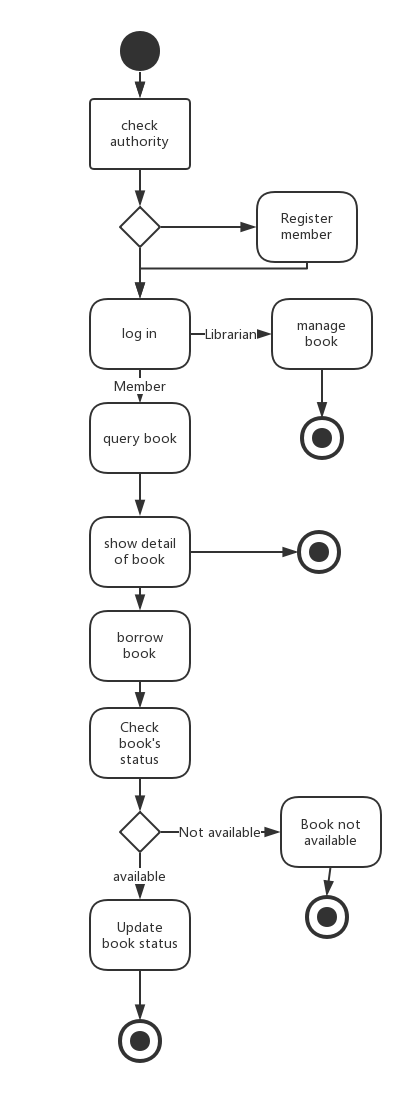 check
authority
Register
member
log in
Librarian
manage
book
Member
query book
show detail
of book
borrow
book
Check
book's
status
Not available
Book not
available
available
Update
book status